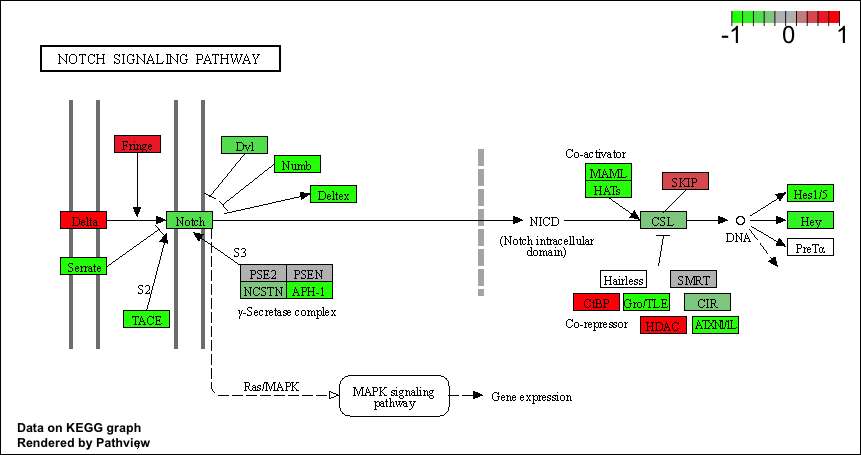 -1 0 1
NOTCH SIGNALING PATHWAY
Fringe
Dvl
Numb
Deltex
Delta
Notch
Serrate
S2
TACE
S3
PSE2 PSEN
NCSTN APH-1
γ-Secretase complex
NICD
(Notch intracellular
domain)
Co-activator
MAML
HATs
SKIP
CSL
DNA
Hes1/5
Hey
PreTα
Hairless SMRT
CtBP Gro/TLE CIR
Co-repressor HDAC ATXN1L
Ras/MAPK
MAPK signaling
pathway
Gene expression
Data on KEGG graph
Rendered by Pathview